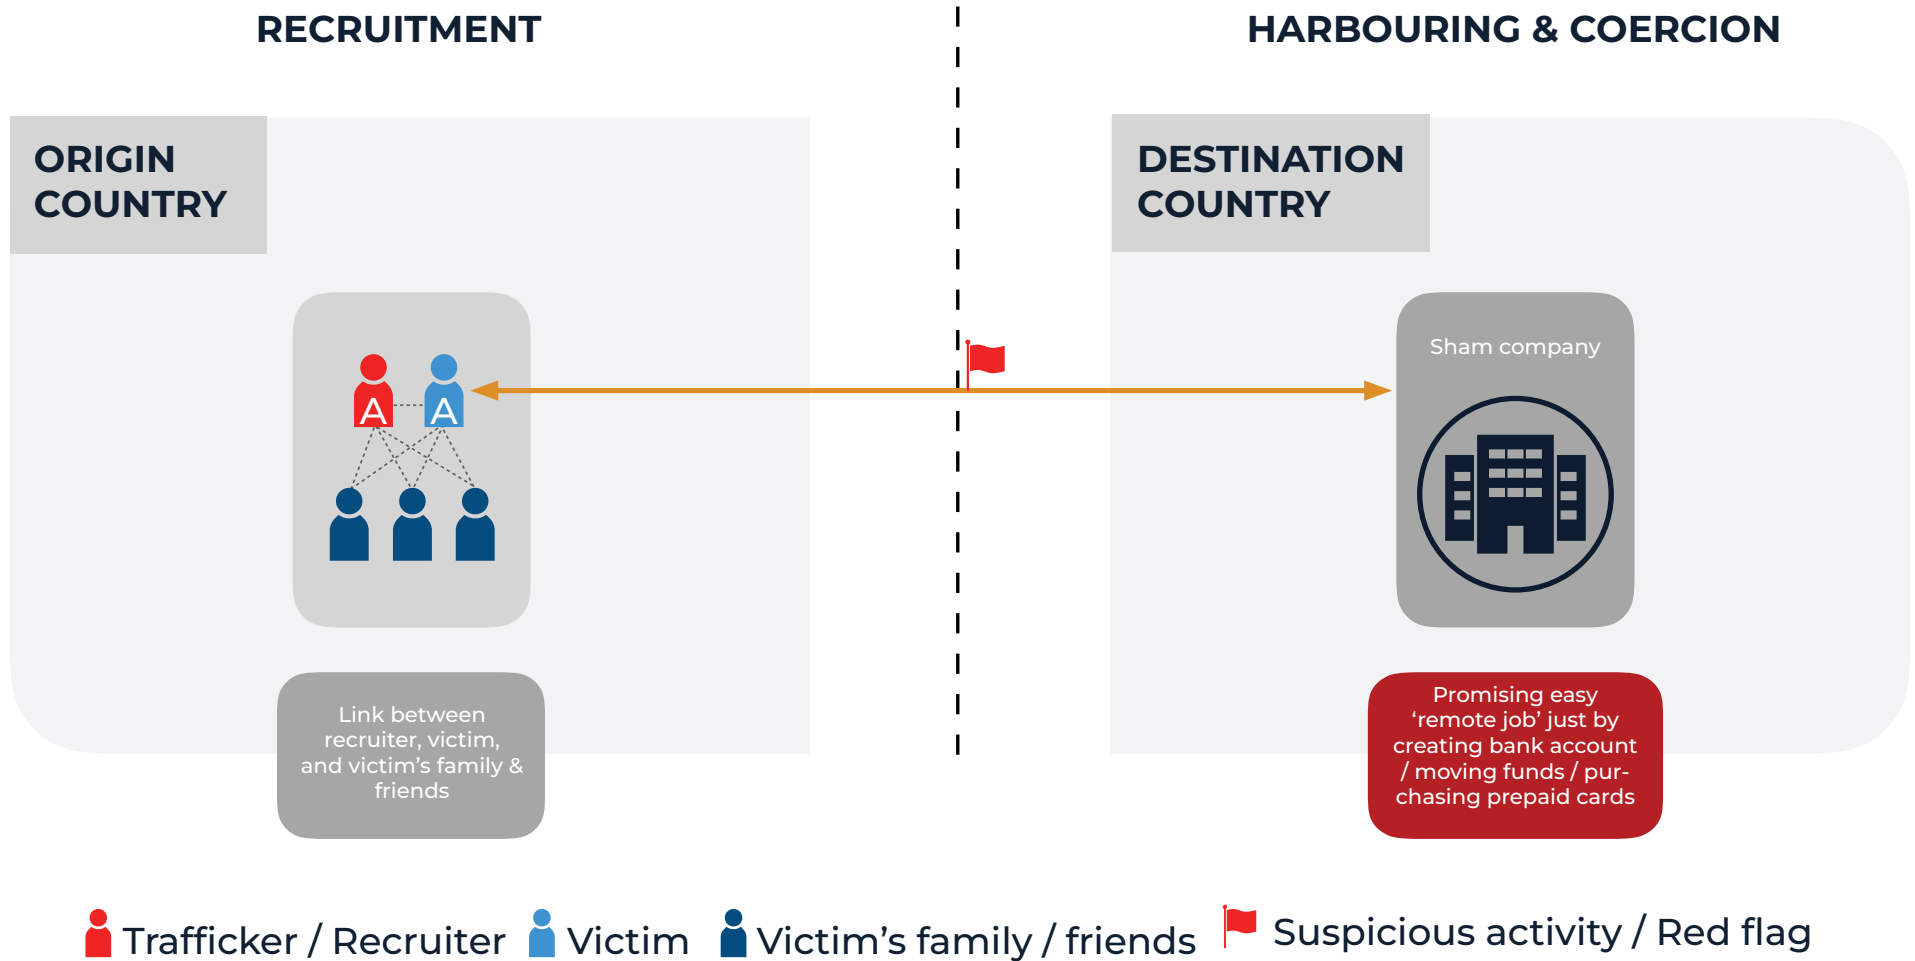 RECRUITMENT
HARBOURING & COERCION
ORIGIN
COUNTRY
DESTINATION
COUNTRY
A
A
Sham company
Link between
recruiter, victim,
and victim’s family &
friends
Promising easy
‘remote job’ just by
creating bank account
/ moving funds / pur-
chasing prepaid cards
Trafficker / Recruiter
Victim
Victim’s family / friends
Suspicious activity / Red flag